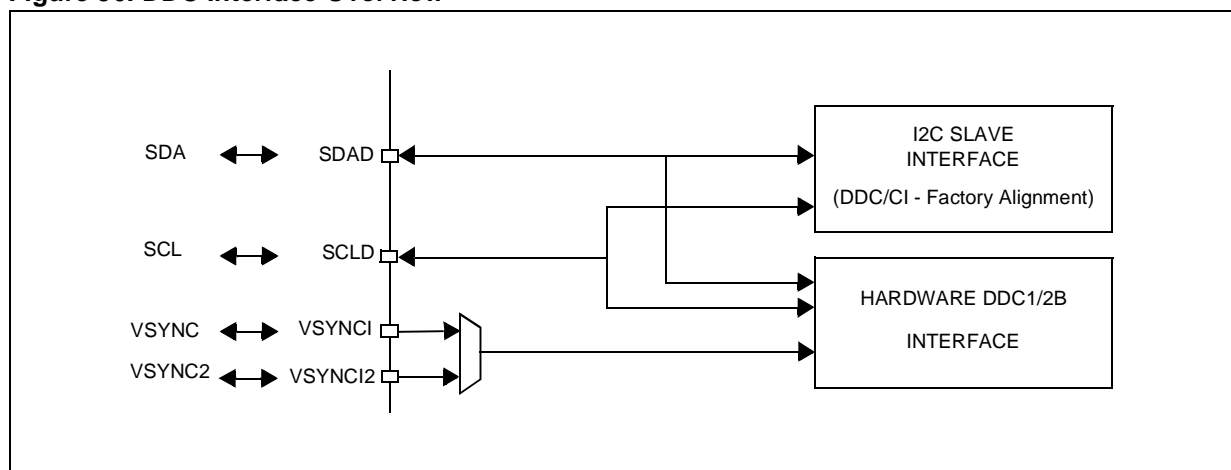 SDA SDAD
SCL SCLD
VSYNC VSYNCI
VSYNC2 VSYNCI2
I2C SLAVE
INTERFACE
(DDC/CI - Factory Alignment)
HARDWARE DDC1/2B
INTERFACE